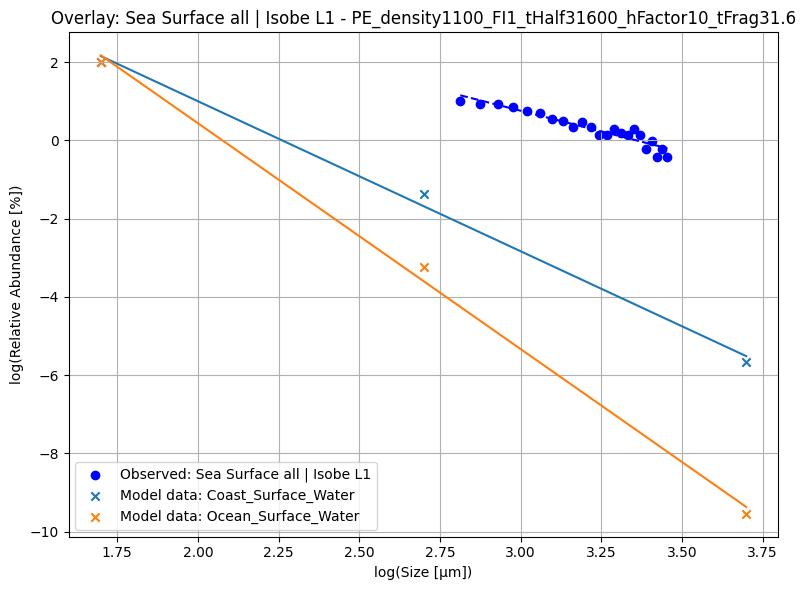 Overlay: Sea Surface all | Isobe L1 - PE_density1100_FI1_tHalf31600_hFactor10_tFrag31.6
log(Relative Abundance [%])
2
0
−2
−4
−6
−8
−10
Observed: Sea Surface all | Isobe L1
Model data: Coast_Surface_Water
Model data: Ocean_Surface_Water
1.75 2.00 2.25 2.50 2.75 3.00 3.25 3.50 3.75
log(Size [µm])